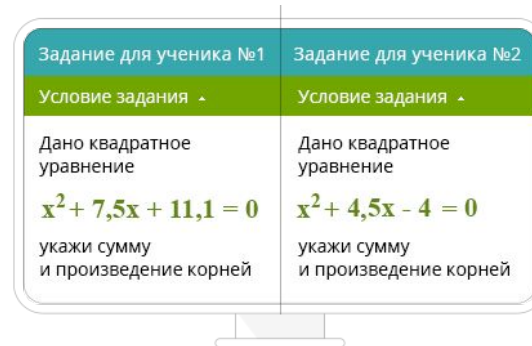 Задание для ученика №1
Условие задания
Дано квадратное
уравнение
x² + 7,5x + 11,1 = 0
укажи сумму
и произведение корней
Задание для ученика №2
Условие задания
Дано квадратное
уравнение
x² + 4,5x - 4 = 0
укажи сумму
и произведение корней